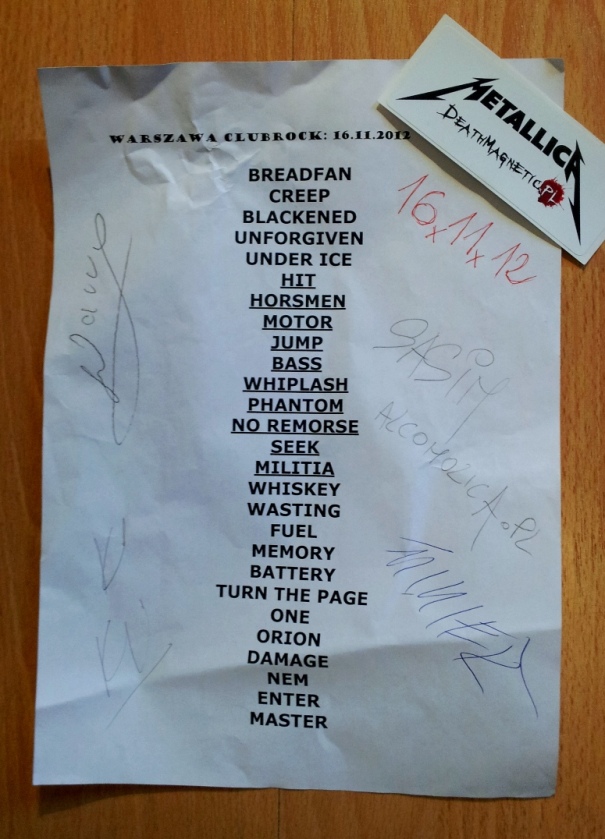 METALLICA
DEATHMAGNETIC.PL
WARSZAWA CLUBROCK: 16.11.2012
BREADFAN
CREEP
BLACKENED
UNFORGIVEN
UNDER ICE
HIT
HORSMEN
MOTOR
JUMP
BASS
WHIPLASH
PHANTOM
NO REMORSE
SEEK
MILITIA
WHISKEY
WASTING
FUEL
MEMORY
BATTERY
TURN THE PAGE
ONE
ORION
DAMAGE
NEM
ENTER
MASTER
16x11x12
ALCOHOLICA.PL